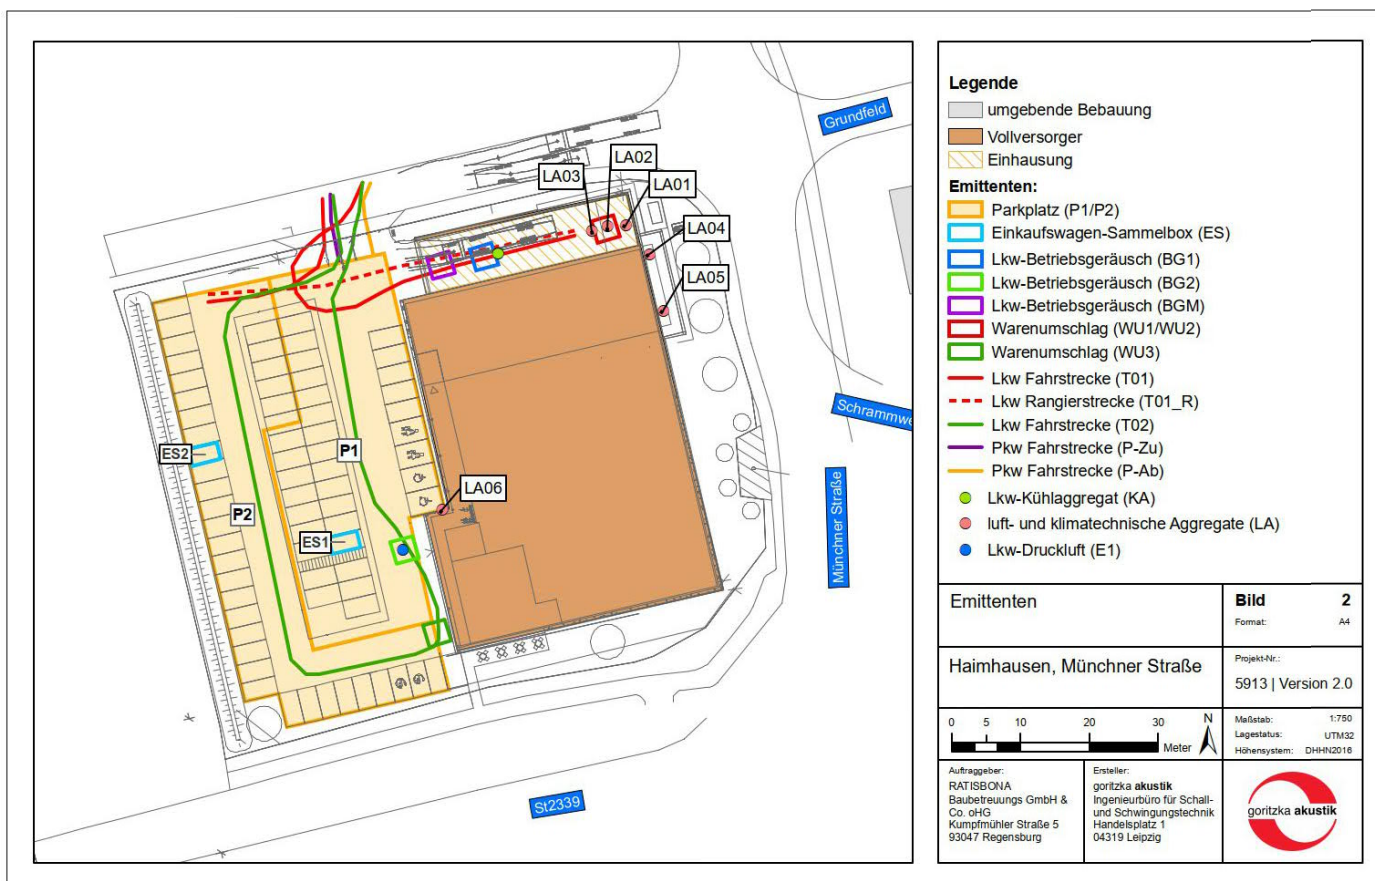 Grundfeld
LA02
LA03
LA01
LA04
LA05
Schrammwe
P1
ES2
LA06
P2
ES1
Münchner Straße
St2339
Legende
umgebende Bebauung
Vollversorger
Einhausung
Emittenten:
Parkplatz (P1/P2)
Einkaufswagen-Sammelbox (ES)
Lkw-Betriebsgeräusch (BG1)
Lkw-Betriebsgeräusch (BG2)
Lkw-Betriebsgeräusch (BGM)
Warenumschlag (WU1/WU2)
Warenumschlag (WU3)
Lkw Fahrstrecke (T01)
Lkw Rangierstrecke (T01_R)
Lkw Fahrstrecke (T02)
Pkw Fahrstrecke (P-Zu)
Pkw Fahrstrecke (P-Ab)
Lkw-Kühlaggregat (KA)
luft- und klimatechnische Aggregate (LA)
Lkw-Druckluft (E1)
Emittenten
Bild 2
Format: A4
Haimhausen, Münchner Straße
Projekt-Nr.:
5913 | Version 2.0
0 5 10 20 30
Meter
N
Maßstab: 1:750
Lagestatus: UTM32
Höhensystem: DHHN2016
Auftraggeber:
RATISBONA
Baubetreuungs GmbH &
Co. oHG
Kumpfmühler Straße 5
93047 Regensburg
Ersteller:
goritzka akustik
Ingenieurbüro für Schall-
und Schwingungstechnik
Handelsplatz 1
04319 Leipzig
goritzka akustik